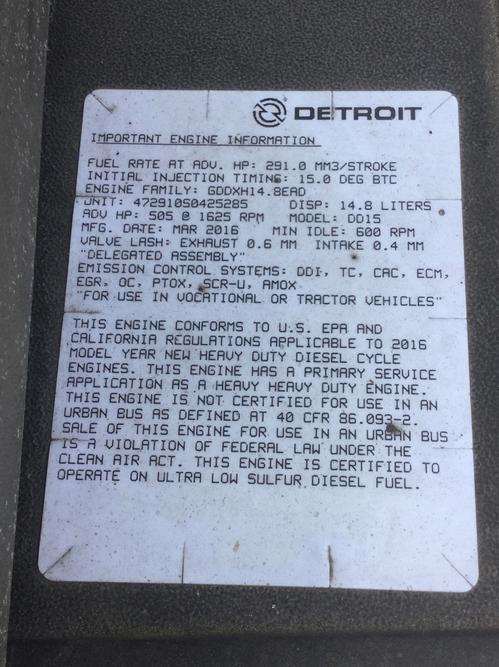 DETROIT
IMPORTANT ENGINE INFORMATION
FUEL RATE AT ADV. HP: 291.0 MM3/STROKE
INITIAL INJECTION TIMING: 15.0 DEG BTC
ENGINE FAMILY: GDDXH14.8EAD
UNIT: 472910S0425285 DISP: 14.8 LITERS
ADV HP: 505 @ 1625 RPM MODEL: DD15
MFG. DATE: MAR 2016 MIN IDLE: 600 RPM
VALVE LASH: EXHAUST 0.6 MM INTAKE 0.4 MM
"DELEGATED ASSEMBLY"
EMISSION CONTROL SYSTEMS: DDI, TC, CAC, ECM,
EGR, OC, PTOX, SCR-U, AMOX
"FOR USE IN VOCATIONAL OR TRACTOR VEHICLES"
THIS ENGINE CONFORMS TO U.S. EPA AND
CALIFORNIA REGULATIONS APPLICABLE TO 2016
MODEL YEAR NEW HEAVY DUTY DIESEL CYCLE
ENGINES. THIS ENGINE HAS A PRIMARY SERVICE
APPLICATION AS A HEAVY HEAVY DUTY ENGINE.
THIS ENGINE IS NOT CERTIFIED FOR USE IN AN
URBAN BUS AS DEFINED AT 40 CFR 86.093-2.
SALE OF THIS ENGINE FOR USE IN AN URBAN BUS
IS A VIOLATION OF FEDERAL LAW UNDER THE
CLEAN AIR ACT. THIS ENGINE IS CERTIFIED TO
OPERATE ON ULTRA LOW SULFUR DIESEL FUEL.